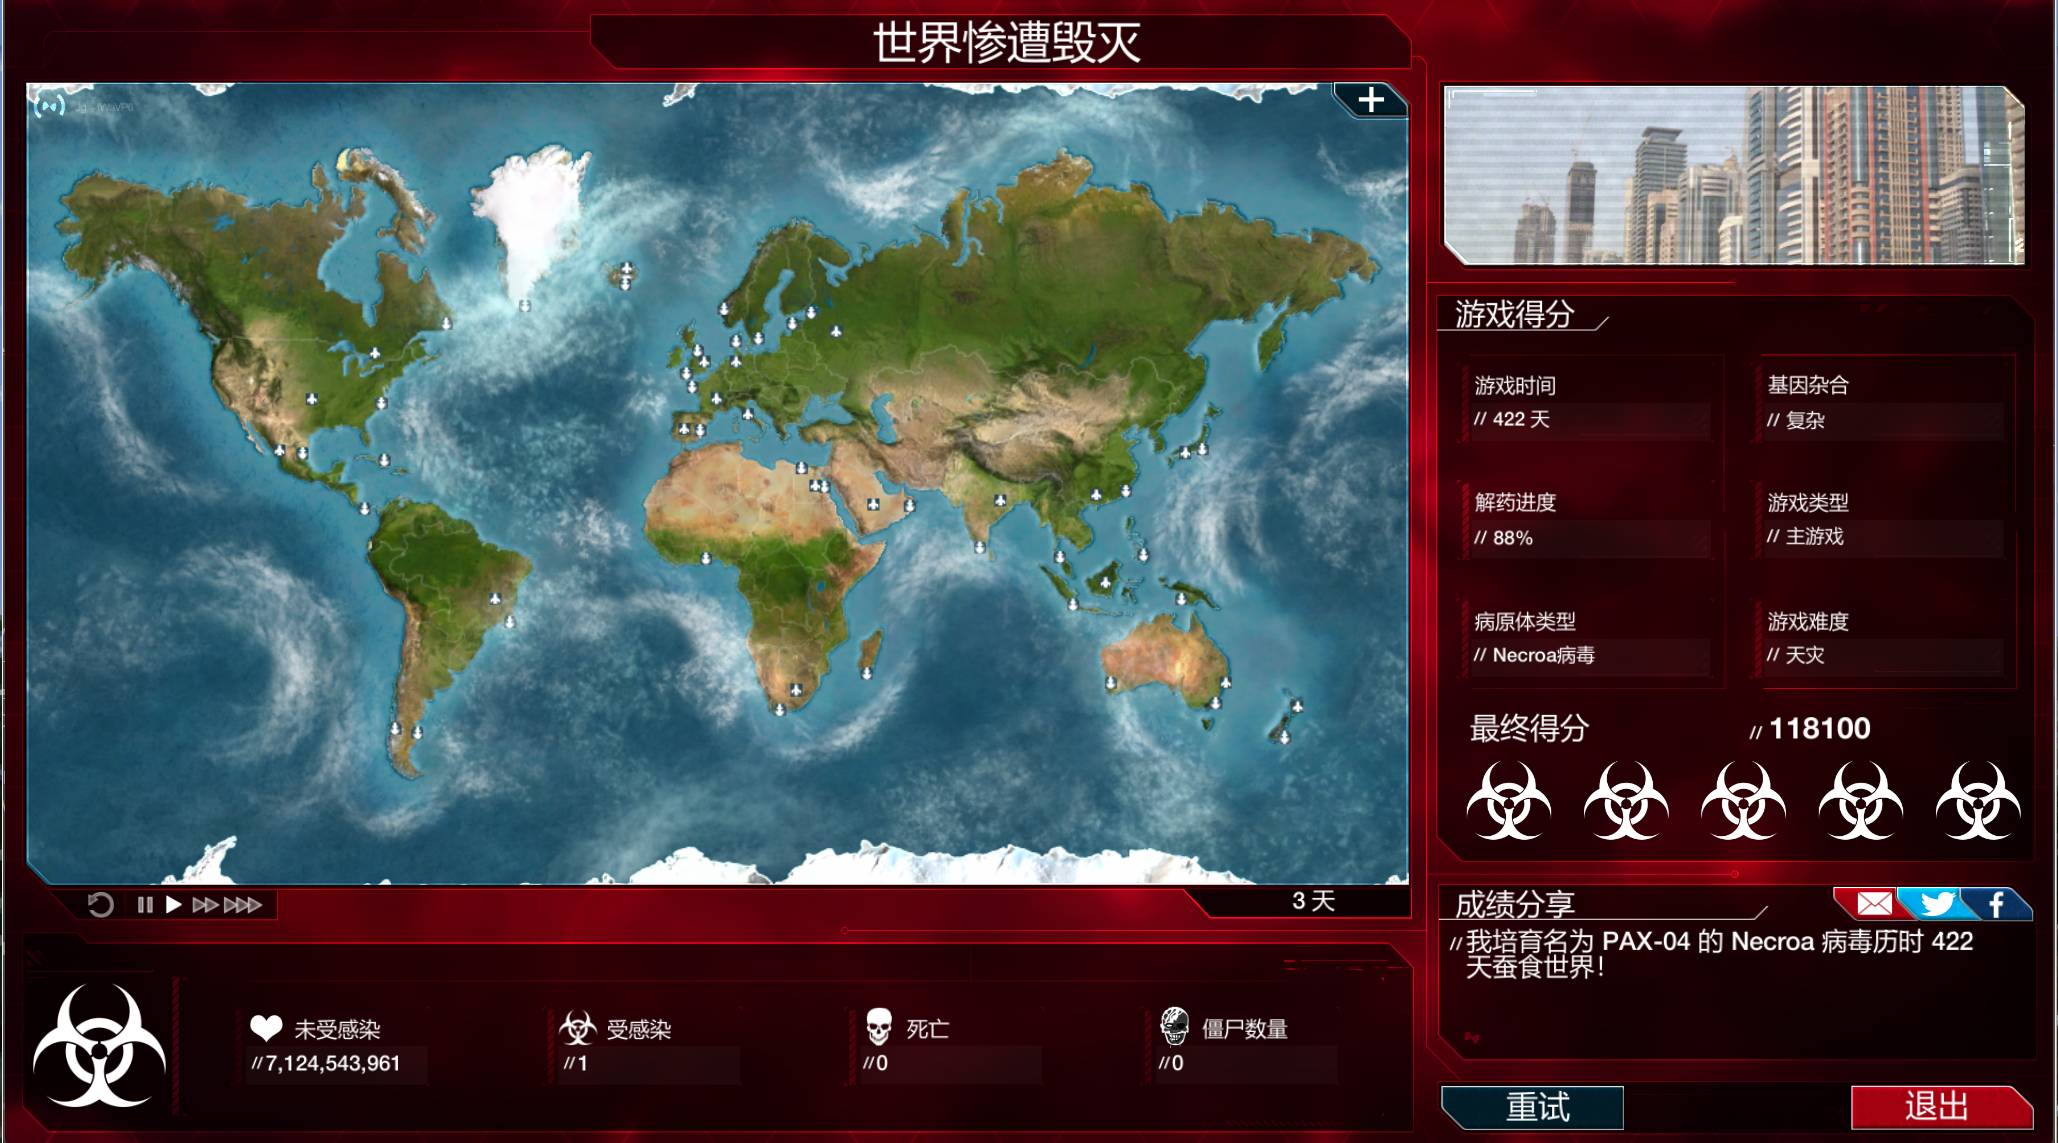 世界惨遭毁灭
游戏得分
游戏时间
// 422 天
基因杂合
// 复杂
解药进度
// 88%
游戏类型
// 主游戏
病原体类型
// Necroa病毒
游戏难度
// 天灾
最终得分
// 118100
3 天
成绩分享
// 我培育名为 PAX-04 的 Necroa 病毒历时 422
天蚕食世界!
未受感染
//7,124,543,961
受感染
//1
死亡
//0
僵尸数量
//0
重试
退出